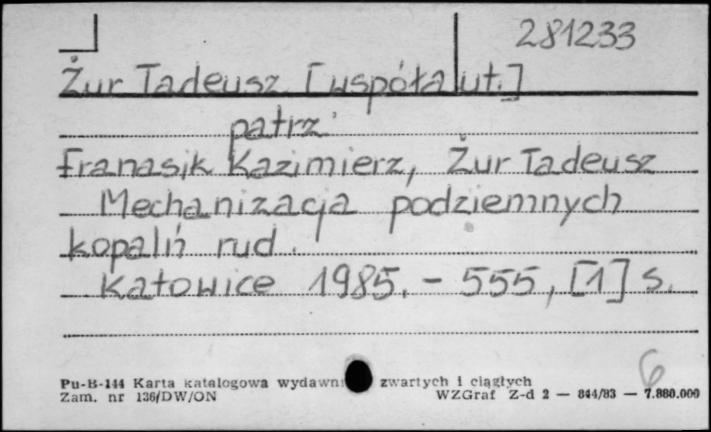 281233
Żur Tadeusz [współaut.]
patrz:
Franasik Kazimierz, Żur Tadeusz
Mechanizacja podziemnych
kopalń rud.
Katowice 1985. - 555, [1] s.
6
Pu-B-144 Karta katalogowa wydawn zwartych i ciągłych
Zam. nr 136/DW/ON WZGraf Z-d 2 — 844/83 — 7.880.000